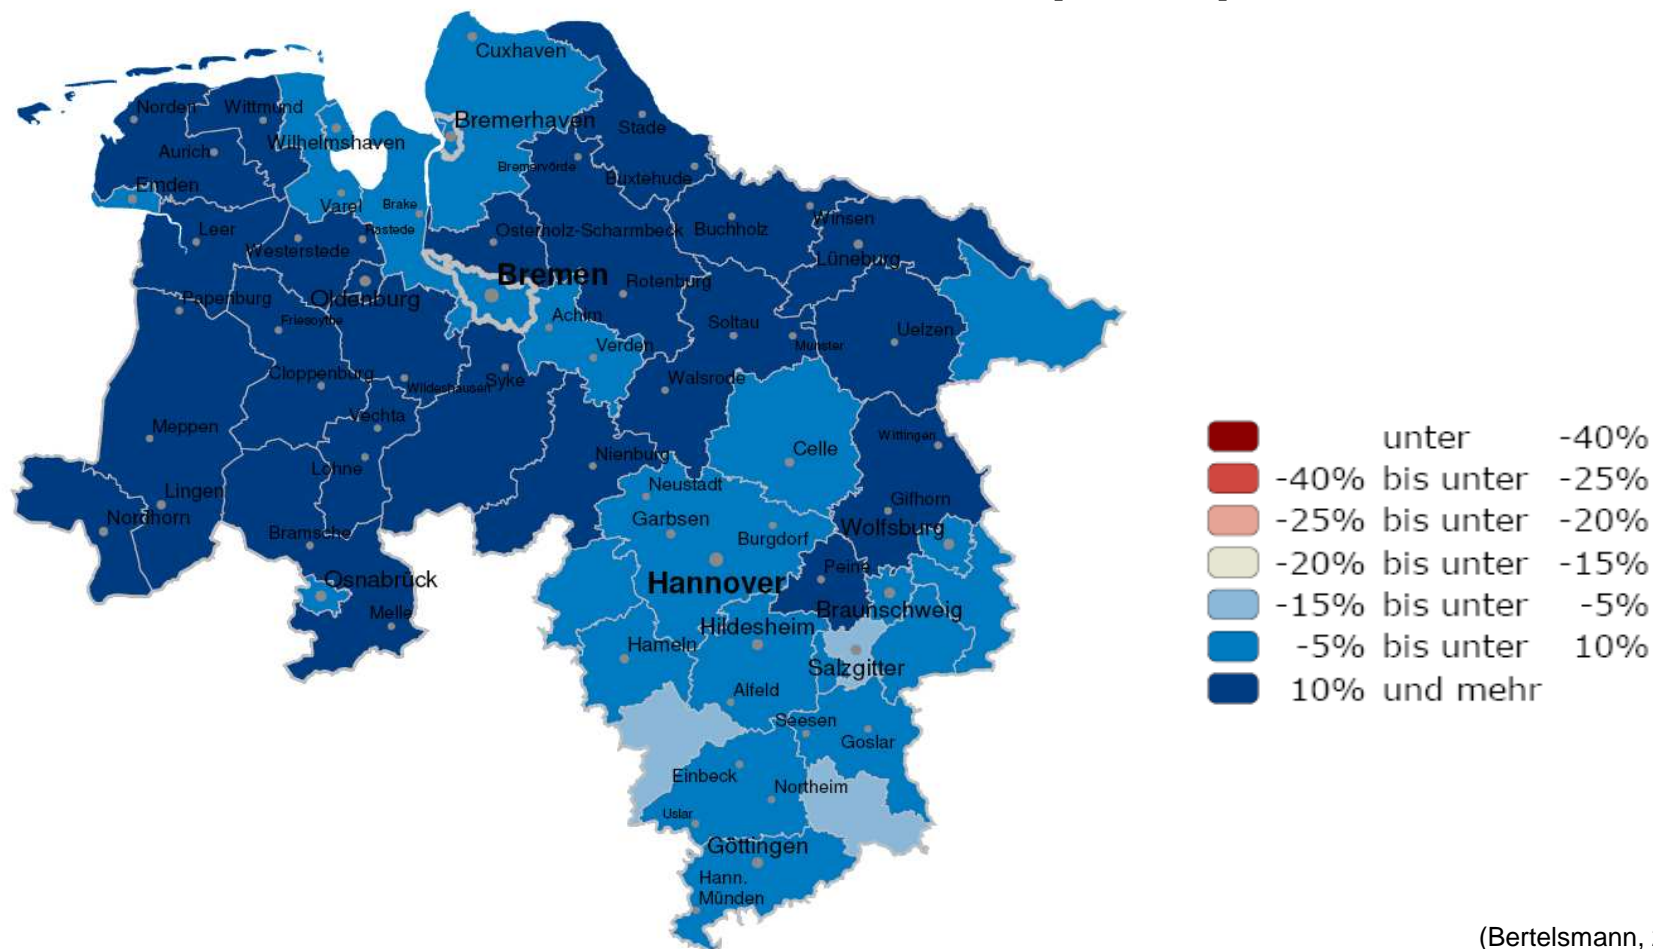 Cuxhaven
Norden
Wittmund
Bremerhaven
Stade
Wilhelmshaven
Aurich
Bremervörde
Buxtehude
Emden
Varel
Brake
Winsen
Leer
Rastede
Osterholz-Scharmbeck
Buchholz
Westerstede
Lüneburg
Bremen
Rotenburg
Papenburg
Oldenburg
Friesoythe
Achim
Soltau
Uelzen
Munster
Verden
Cloppenburg
Wildeshausen
Syke
Walsrode
Vechta
Meppen
Wittingen
Celle
Nienburg
Lohne
Neustadt
Lingen
Gifhorn
Nordhorn
Garbsen
Wolfsburg
Bramsche
Burgdorf
Peine
Osnabrück
Hannover
Melle
Braunschweig
Hildesheim
Hameln
Salzgitter
Alfeld
Seesen
Goslar
Einbeck
Northeim
Uslar
Göttingen
Hann.
Münden
unter -40%
-40% bis unter -25%
-25% bis unter -20%
-20% bis unter -15%
-15% bis unter -5%
-5% bis unter 10%
10% und mehr
(Bertelsmann,